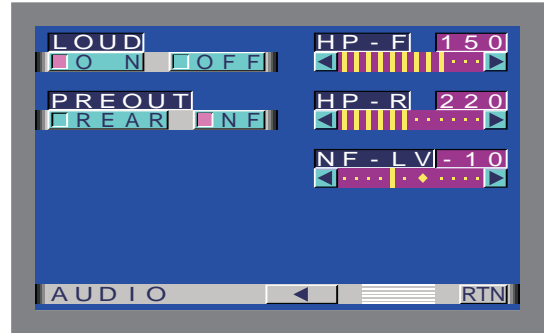 LOUD
ON OFF
PREOUT
REAR NF
HP-F 150
HP-R 220
NF-LV -10
AUDIO RTN